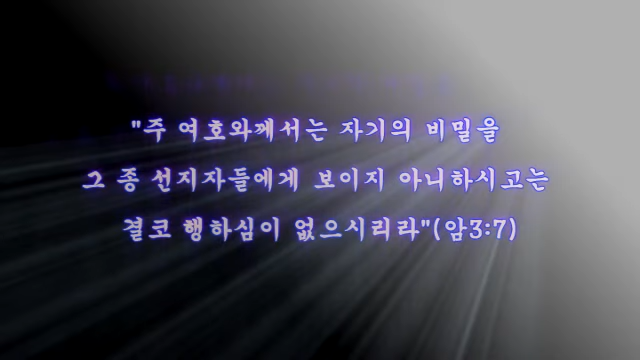 "주 여호와께서는 자기의 비밀을
그 종 선지자들에게 보이지 아니하시고는
결코 행하심이 없으시리라"(암3:7)